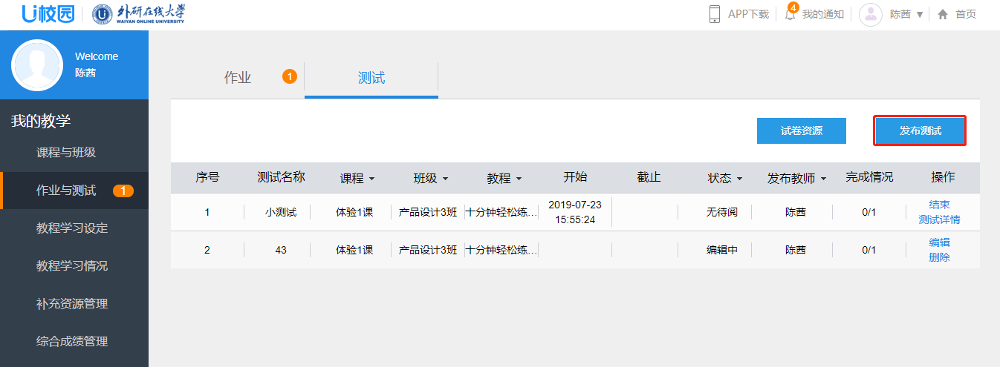 U校园
外研在线大学
WAIYAN ONLINE UNIVERSITY
APP下载
4
我的通知
陈茜 ▼
首页
Welcome
陈茜
我的教学
课程与班级
作业与测试 1
教程学习设定
教程学习情况
补充资源管理
综合成绩管理
作业 1
测试
试卷资源
发布测试
序号 测试名称 课程 班级 教程 开始 截止 状态 发布教师 完成情况 操作
1 小测试 体验1课 产品设计3班 十分钟轻松练... 2019-07-23 无待阅 陈茜 0/1 结束
15:55:24 测试详情
2 43 体验1课 产品设计3班 十分钟轻松练... 编辑中 陈茜 0/1 编辑
删除